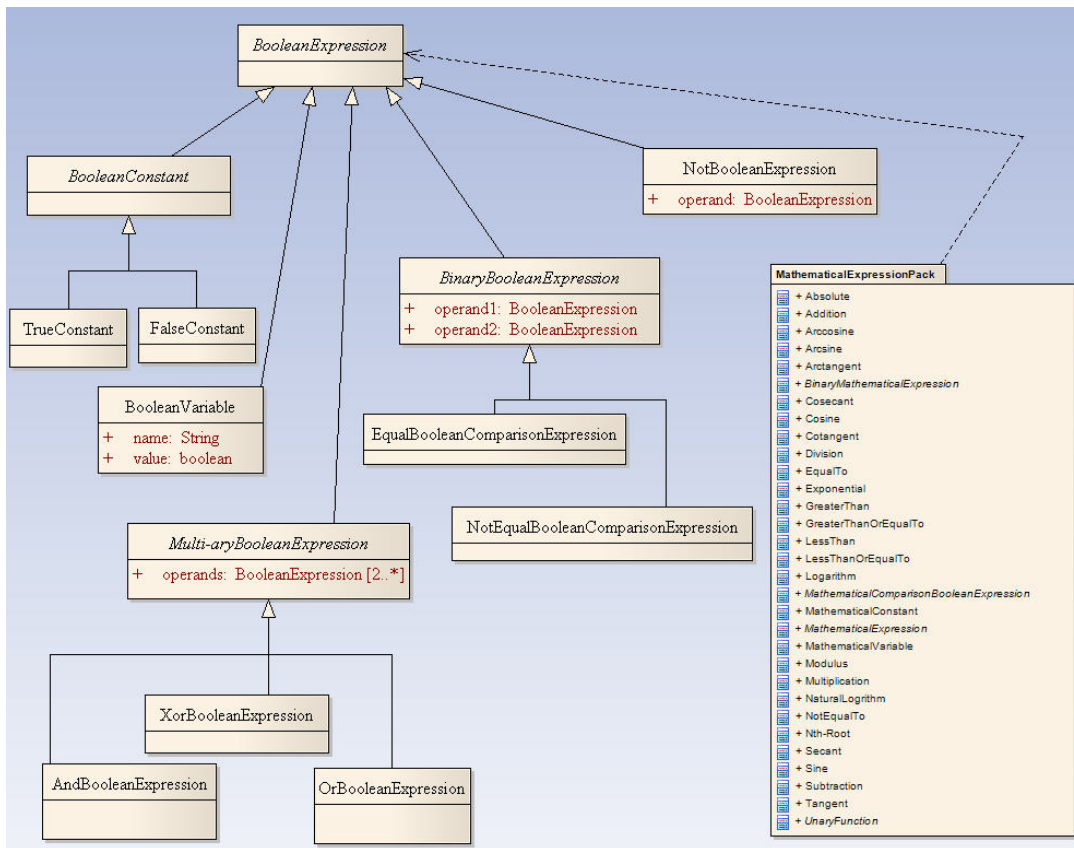 BooleanExpression
BooleanConstant
NotBooleanExpression
+ operand: BooleanExpression
BinaryBooleanExpression
+ operand1: BooleanExpression
+ operand2: BooleanExpression
TrueConstant
FalseConstant
BooleanVariable
+ name: String
+ value: boolean
EqualBooleanComparisonExpression
NotEqualBooleanComparisonExpression
Multi-aryBooleanExpression
+ operands: BooleanExpression [2..*]
XorBooleanExpression
AndBooleanExpression
OrBooleanExpression
MathematicalExpressionPack
+ Absolute
+ Addition
+ Arccosine
+ Arcsine
+ Arctangent
+ BinaryMathematicalExpression
+ Cosecant
+ Cosine
+ Cotangent
+ Division
+ EqualTo
+ Exponential
+ GreaterThan
+ GreaterThanOrEqualTo
+ LessThan
+ LessThanOrEqualTo
+ Logarithm
+ MathematicalComparisonBooleanExpression
+ MathematicalConstant
+ MathematicalExpression
+ MathematicalVariable
+ Modulus
+ Multiplication
+ NaturalLogrithm
+ NotEqualTo
+ Nth-Root
+ Secant
+ Sine
+ Subtraction
+ Tangent
+ UnaryFunction